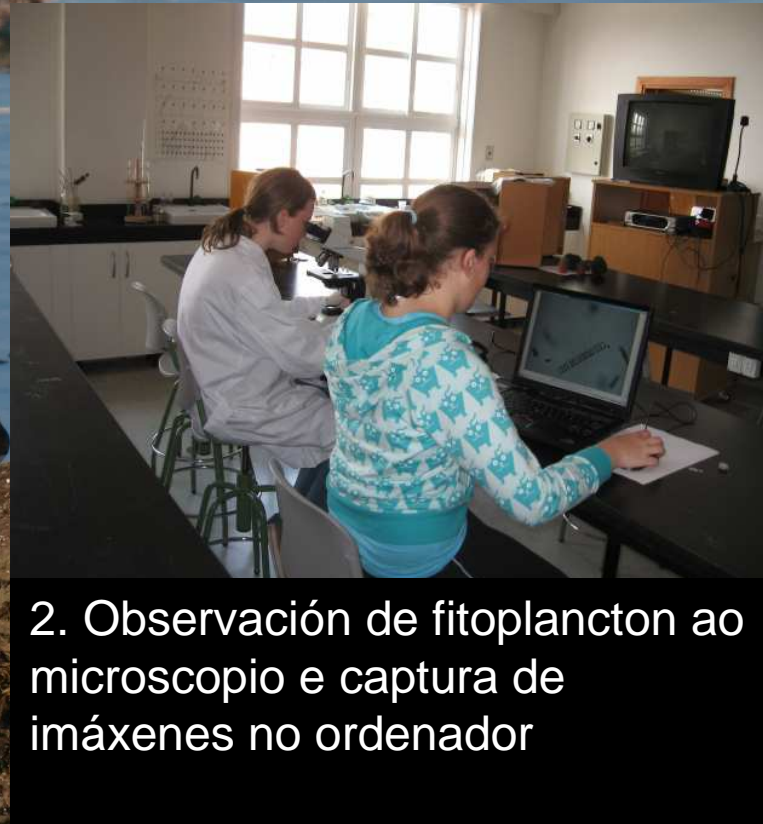 2. Observación de fitoplancton ao
microscopio e captura de
imáxenes no ordenador